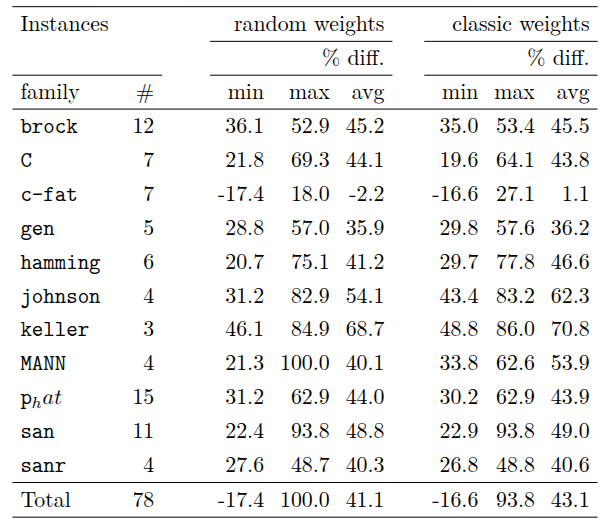 Instances random weights classic weights
% diff. % diff.
family # min max avg min max avg
brock 12 36.1 52.9 45.2 35.0 53.4 45.5
C 7 21.8 69.3 44.1 19.6 64.1 43.8
c-fat 7 -17.4 18.0 -2.2 -16.6 27.1 1.1
gen 5 28.8 57.0 35.9 29.8 57.6 36.2
hamming 6 20.7 75.1 41.2 29.7 77.8 46.6
johnson 4 31.2 82.9 54.1 43.4 83.2 62.3
keller 3 46.1 84.9 68.7 48.8 86.0 70.8
MANN 4 21.3 100.0 40.1 33.8 62.6 53.9
pₕat 15 31.2 62.9 44.0 30.2 62.9 43.9
san 11 22.4 93.8 48.8 22.9 93.8 49.0
sanr 4 27.6 48.7 40.3 26.8 48.8 40.6
Total 78 -17.4 100.0 41.1 -16.6 93.8 43.1